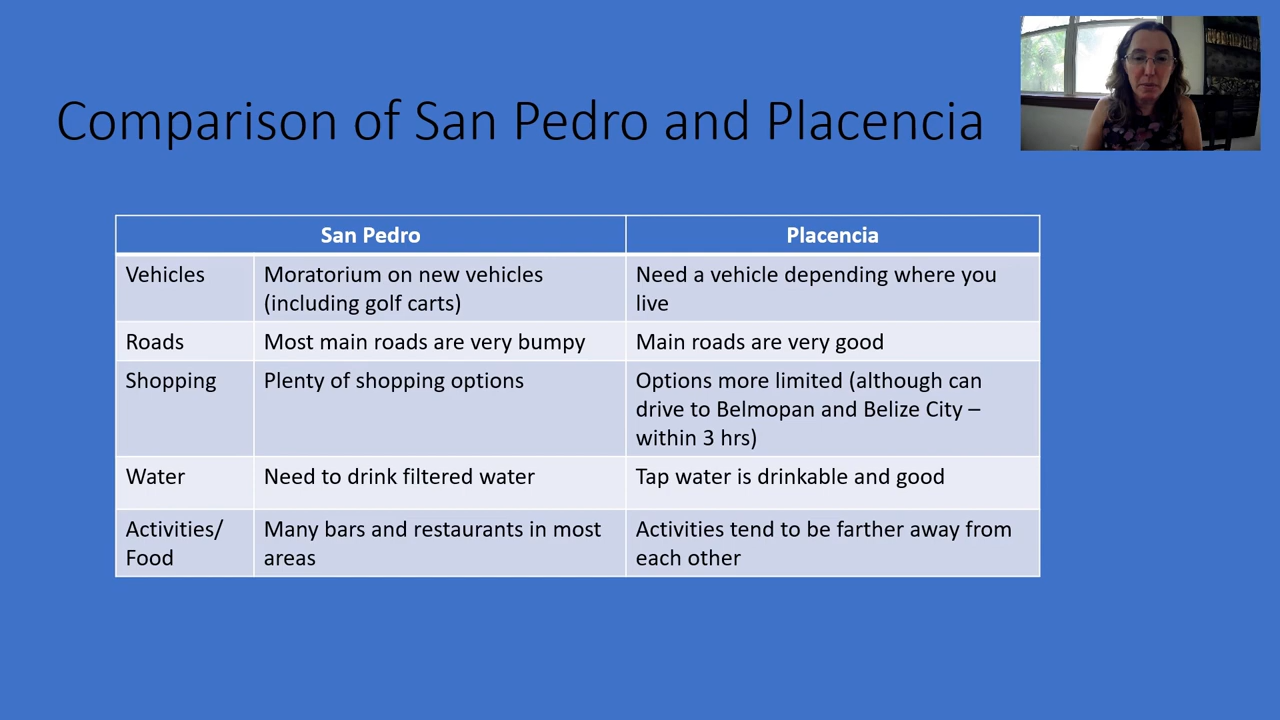 Comparison of San Pedro and Placencia
San Pedro
Placencia
Vehicles
Moratorium on new vehicles
(including golf carts)
Need a vehicle depending where you
live
Roads
Most main roads are very bumpy
Main roads are very good
Shopping
Plenty of shopping options
Options more limited (although can
drive to Belmopan and Belize City –
within 3 hrs)
Water
Need to drink filtered water
Tap water is drinkable and good
Activities/
Food
Many bars and restaurants in most
areas
Activities tend to be farther away from
each other